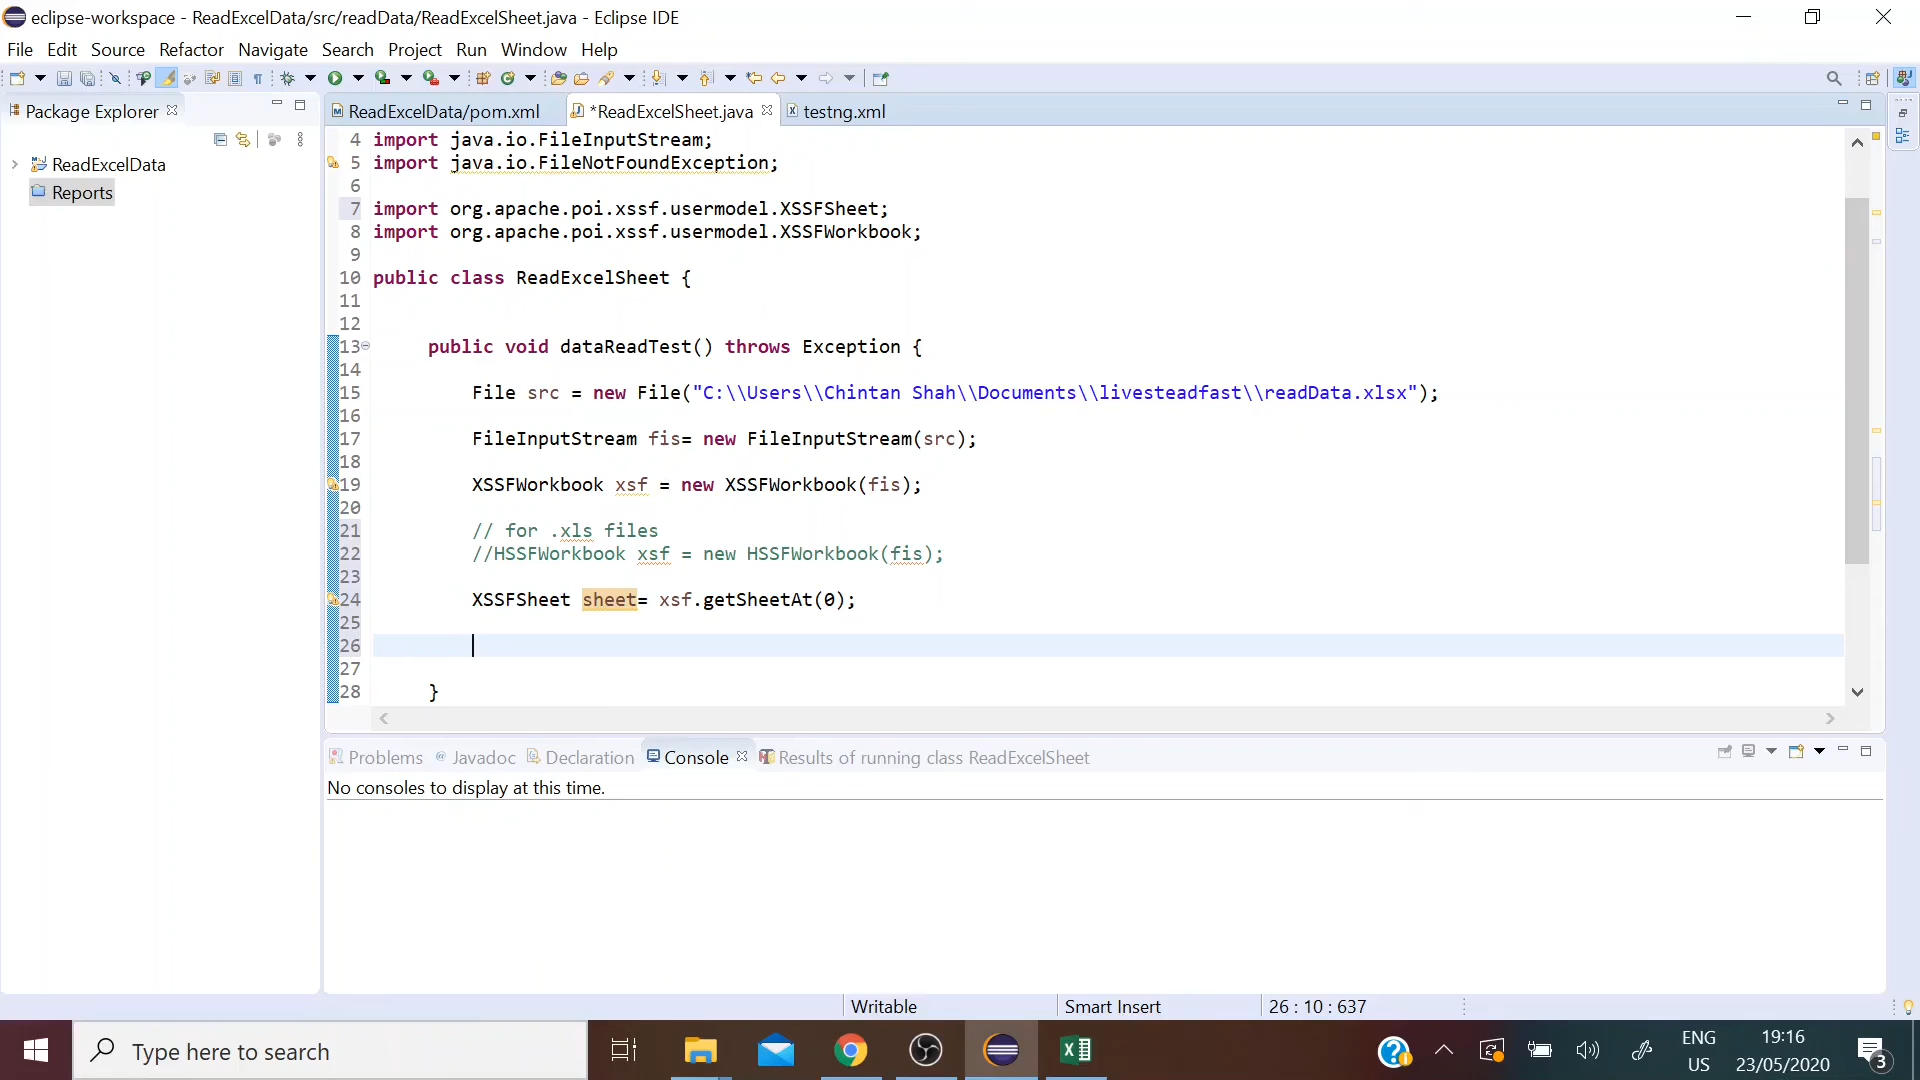 eclipse-workspace - ReadExcelData/src/readData/ReadExcelSheet.java - Eclipse IDE
File Edit Source Refactor Navigate Search Project Run Window Help
Package Explorer
ReadExcelData/pom.xml *ReadExcelSheet.java testng.xml
ReadExcelData
Reports
4 import java.io.FileInputStream;
5 import java.io.FileNotFoundException;
6
7 import org.apache.poi.xssf.usermodel.XSSFSheet;
8 import org.apache.poi.xssf.usermodel.XSSFWorkbook;
9
10 public class ReadExcelSheet {
11
12
13 public void dataReadTest() throws Exception {
14
15 File src = new File("C:\\Users\\Chintan Shah\\Documents\\livesteadfast\\readData.xlsx");
16
17 FileInputStream fis= new FileInputStream(src);
18
19 XSSFWorkbook xsf = new XSSFWorkbook(fis);
20
21 // for .xls files
22 //HSSFWorkbook xsf = new HSSFWorkbook(fis);
23
24 XSSFSheet sheet= xsf.getSheetAt(0);
25
26
27
28 }
Problems Javadoc Declaration Console Results of running class ReadExcelSheet
No consoles to display at this time.
Writable Smart Insert 26 : 10 : 637
Type here to search
ENG
US
19:16
23/05/2020
3